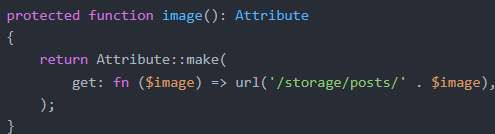 protected function image(): Attribute
{
    return Attribute::make(
        get: fn ($image) => url('/storage/posts/' . $image),
    );
}